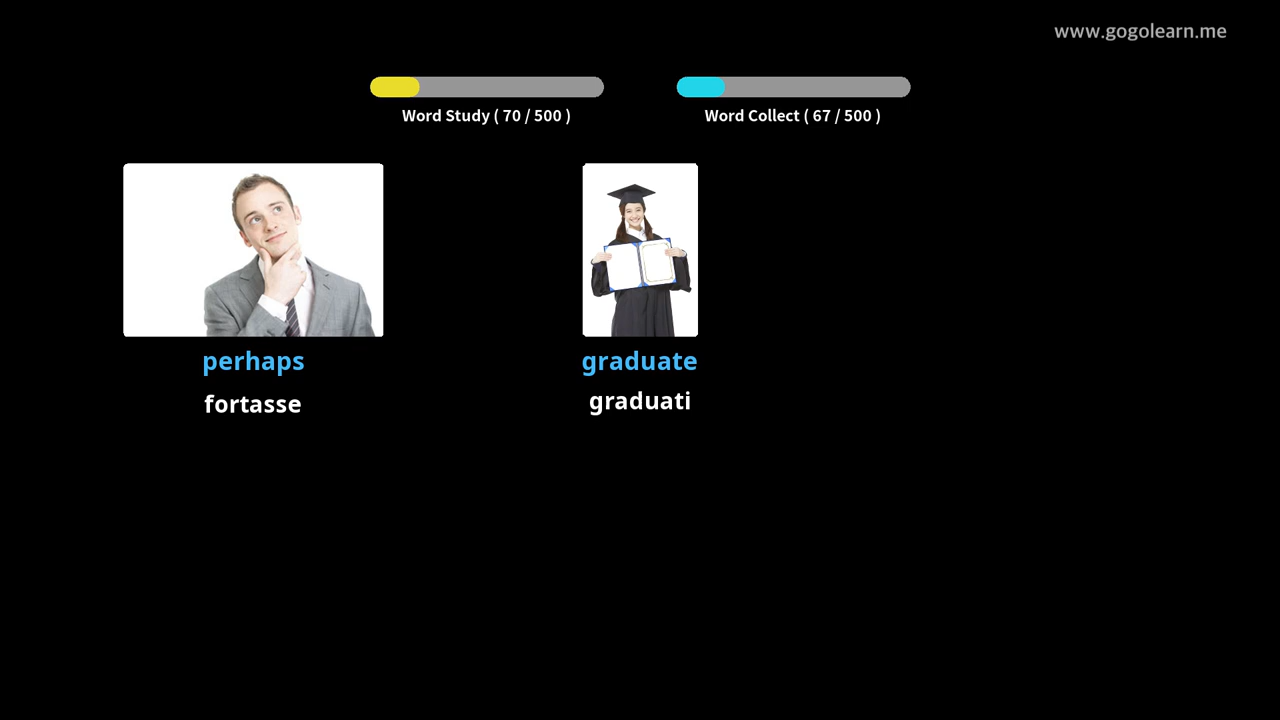 www.gogolearn.me
Word Study ( 70 / 500 )
Word Collect ( 67 / 500 )
perhaps
fortasse
graduate
graduati